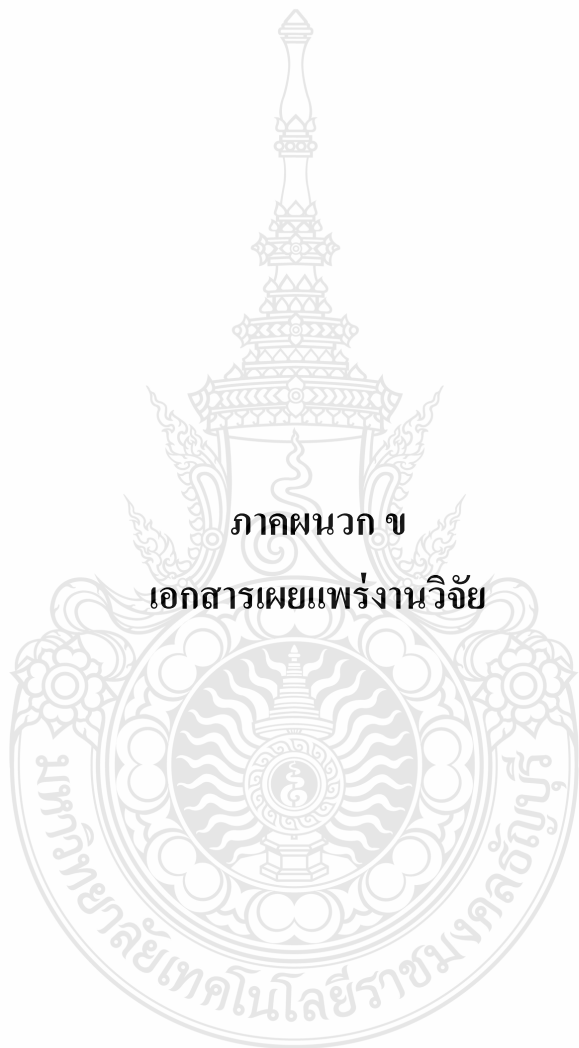 ภาคผนวก ข
เอกสารเผยแพร่งานวิจัย
มหาวิทยาลัยเทคโนโลยีราชมงคลธัญบุรี